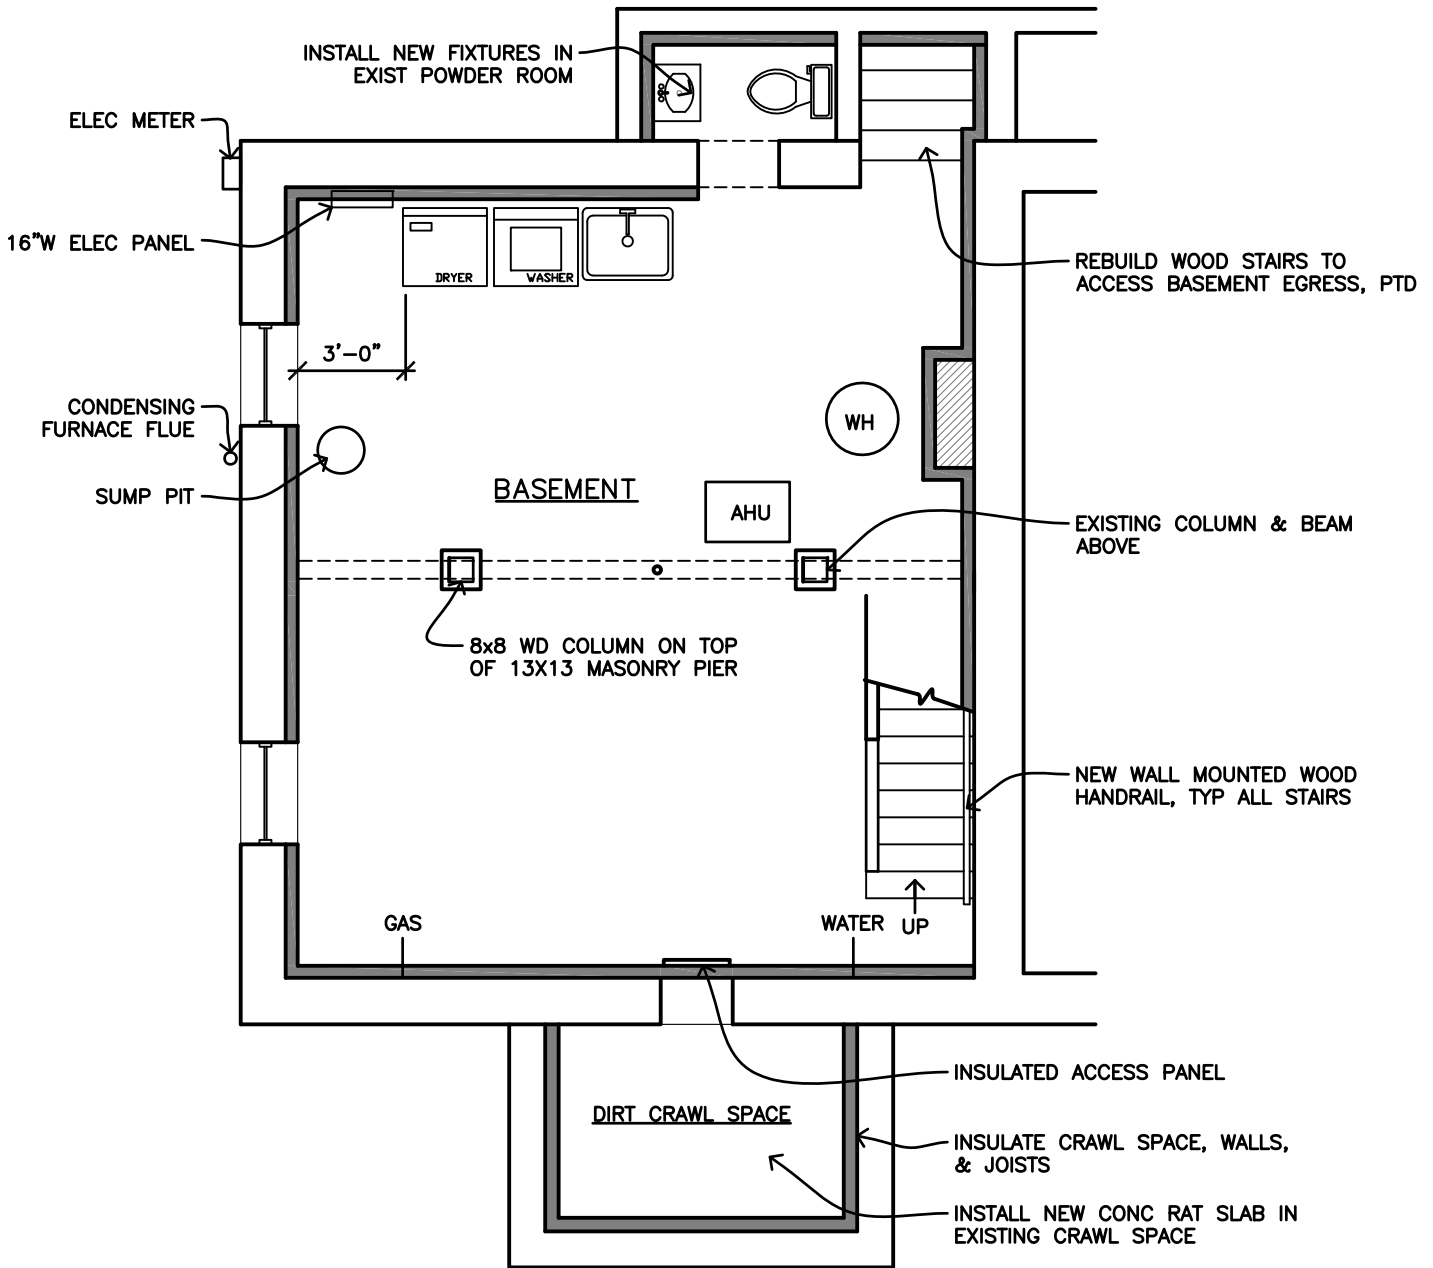 INSTALL NEW FIXTURES IN
EXIST POWDER ROOM
ELEC METER
16"W ELEC PANEL
DRYER
WASHER
REBUILD WOOD STAIRS TO
ACCESS BASEMENT EGRESS, PTD
3'-0"
CONDENSING
FURNACE FLUE
WH
SUMP PIT
BASEMENT
AHU
EXISTING COLUMN & BEAM
ABOVE
8x8 WD COLUMN ON TOP
OF 13X13 MASONRY PIER
NEW WALL MOUNTED WOOD
HANDRAIL, TYP ALL STAIRS
GAS
WATER
UP
INSULATED ACCESS PANEL
DIRT CRAWL SPACE
INSULATE CRAWL SPACE, WALLS,
& JOISTS
INSTALL NEW CONC RAT SLAB IN
EXISTING CRAWL SPACE